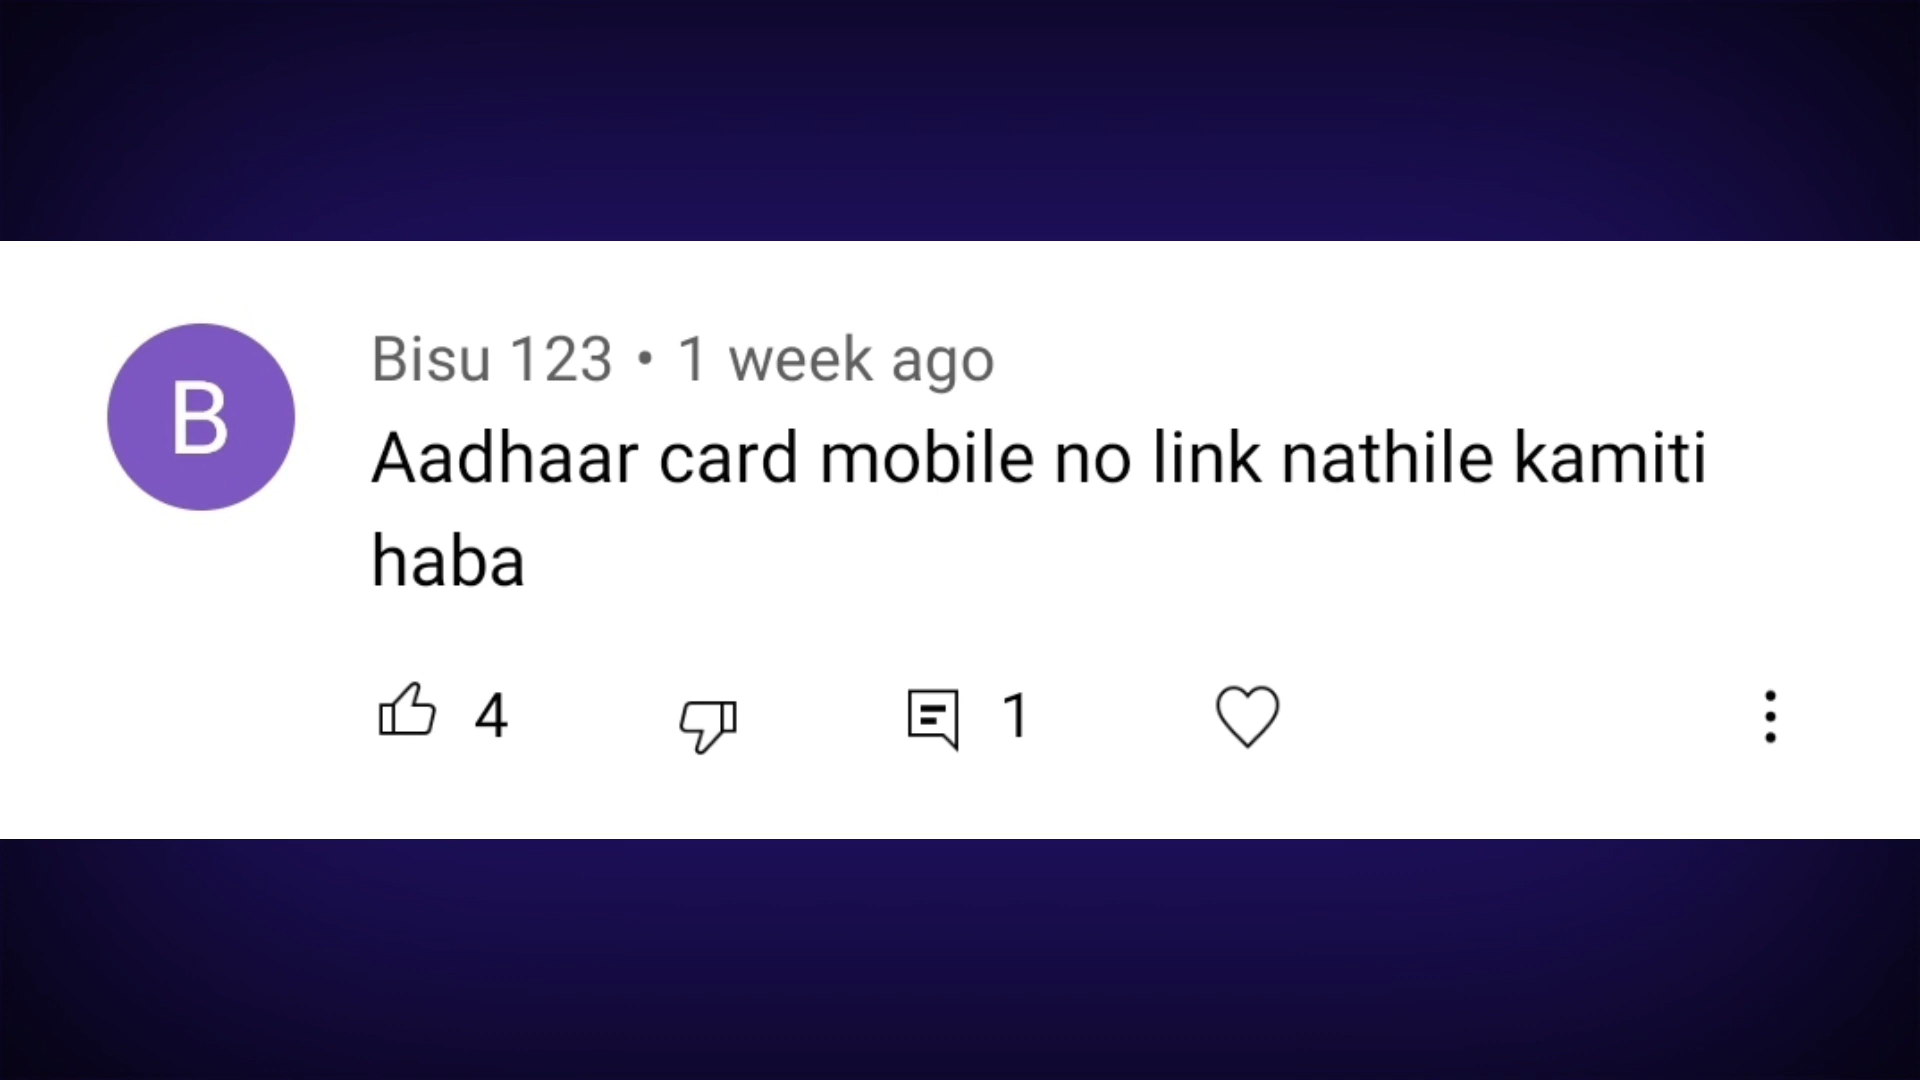 B
Bisu 123 • 1 week ago
Aadhaar card mobile no link nathile kamiti
haba
4
1